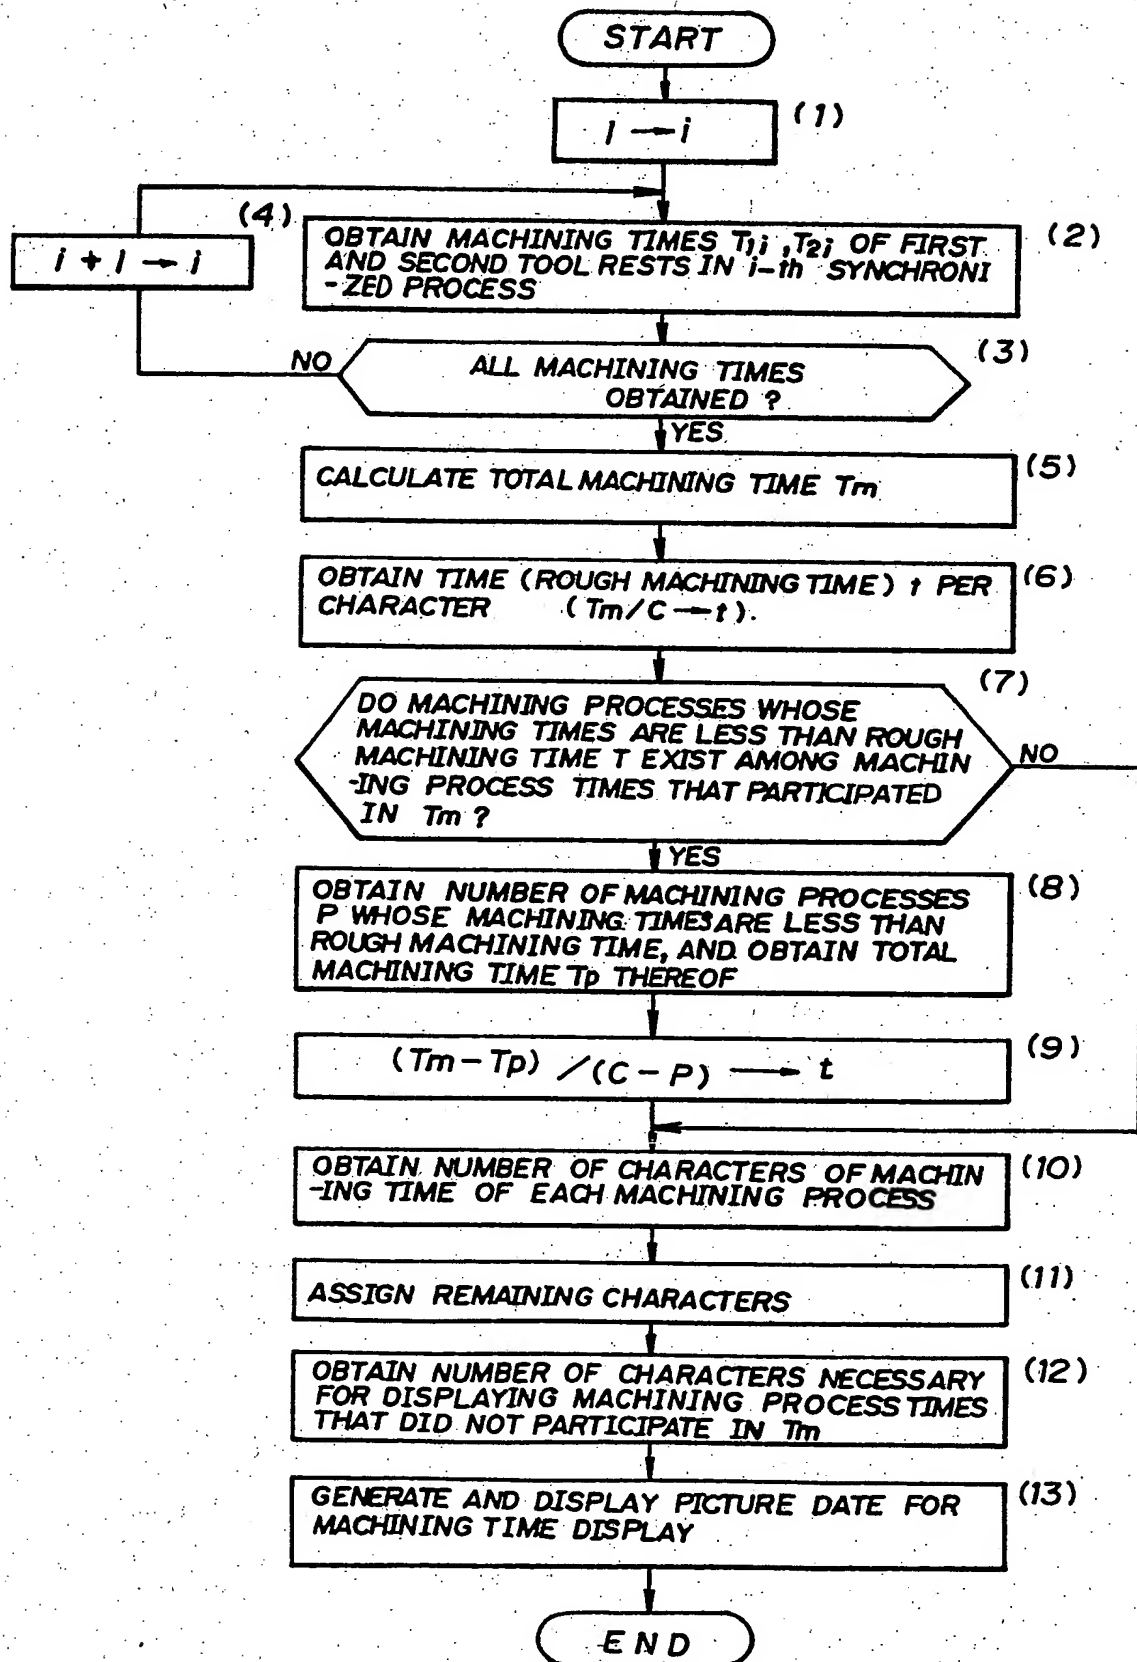 START
1 → i
(1)
(4)
i + 1 → i
OBTAIN MACHINING TIMES T1i ,T2i OF FIRST
AND SECOND TOOL RESTS IN i-th SYNCHRONI
-ZED PROCESS
(2)
NO
ALL MACHINING TIMES
OBTAINED ?
(3)
YES
CALCULATE TOTAL MACHINING TIME Tm
(5)
OBTAIN TIME (ROUGH MACHINING TIME) t PER
CHARACTER (Tm/C → t).
(6)
(7)
DO MACHINING PROCESSES WHOSE
MACHINING TIMES ARE LESS THAN ROUGH
MACHINING TIME T EXIST AMONG MACHIN
-ING PROCESS TIMES THAT PARTICIPATED
IN Tm ?
NO
YES
OBTAIN NUMBER OF MACHINING PROCESSES
P WHOSE MACHINING TIMES ARE LESS THAN
ROUGH MACHINING TIME, AND OBTAIN TOTAL
MACHINING TIME Tp THEREOF
(8)
(Tm-Tp) /(C-P) → t
(9)
OBTAIN NUMBER OF CHARACTERS OF MACHIN
-ING TIME OF EACH MACHINING PROCESS
(10)
ASSIGN REMAINING CHARACTERS
(11)
OBTAIN NUMBER OF CHARACTERS NECESSARY
FOR DISPLAYING MACHINING PROCESS TIMES
THAT DID NOT PARTICIPATE IN Tm
(12)
GENERATE AND DISPLAY PICTURE DATE FOR
MACHINING TIME DISPLAY
(13)
END